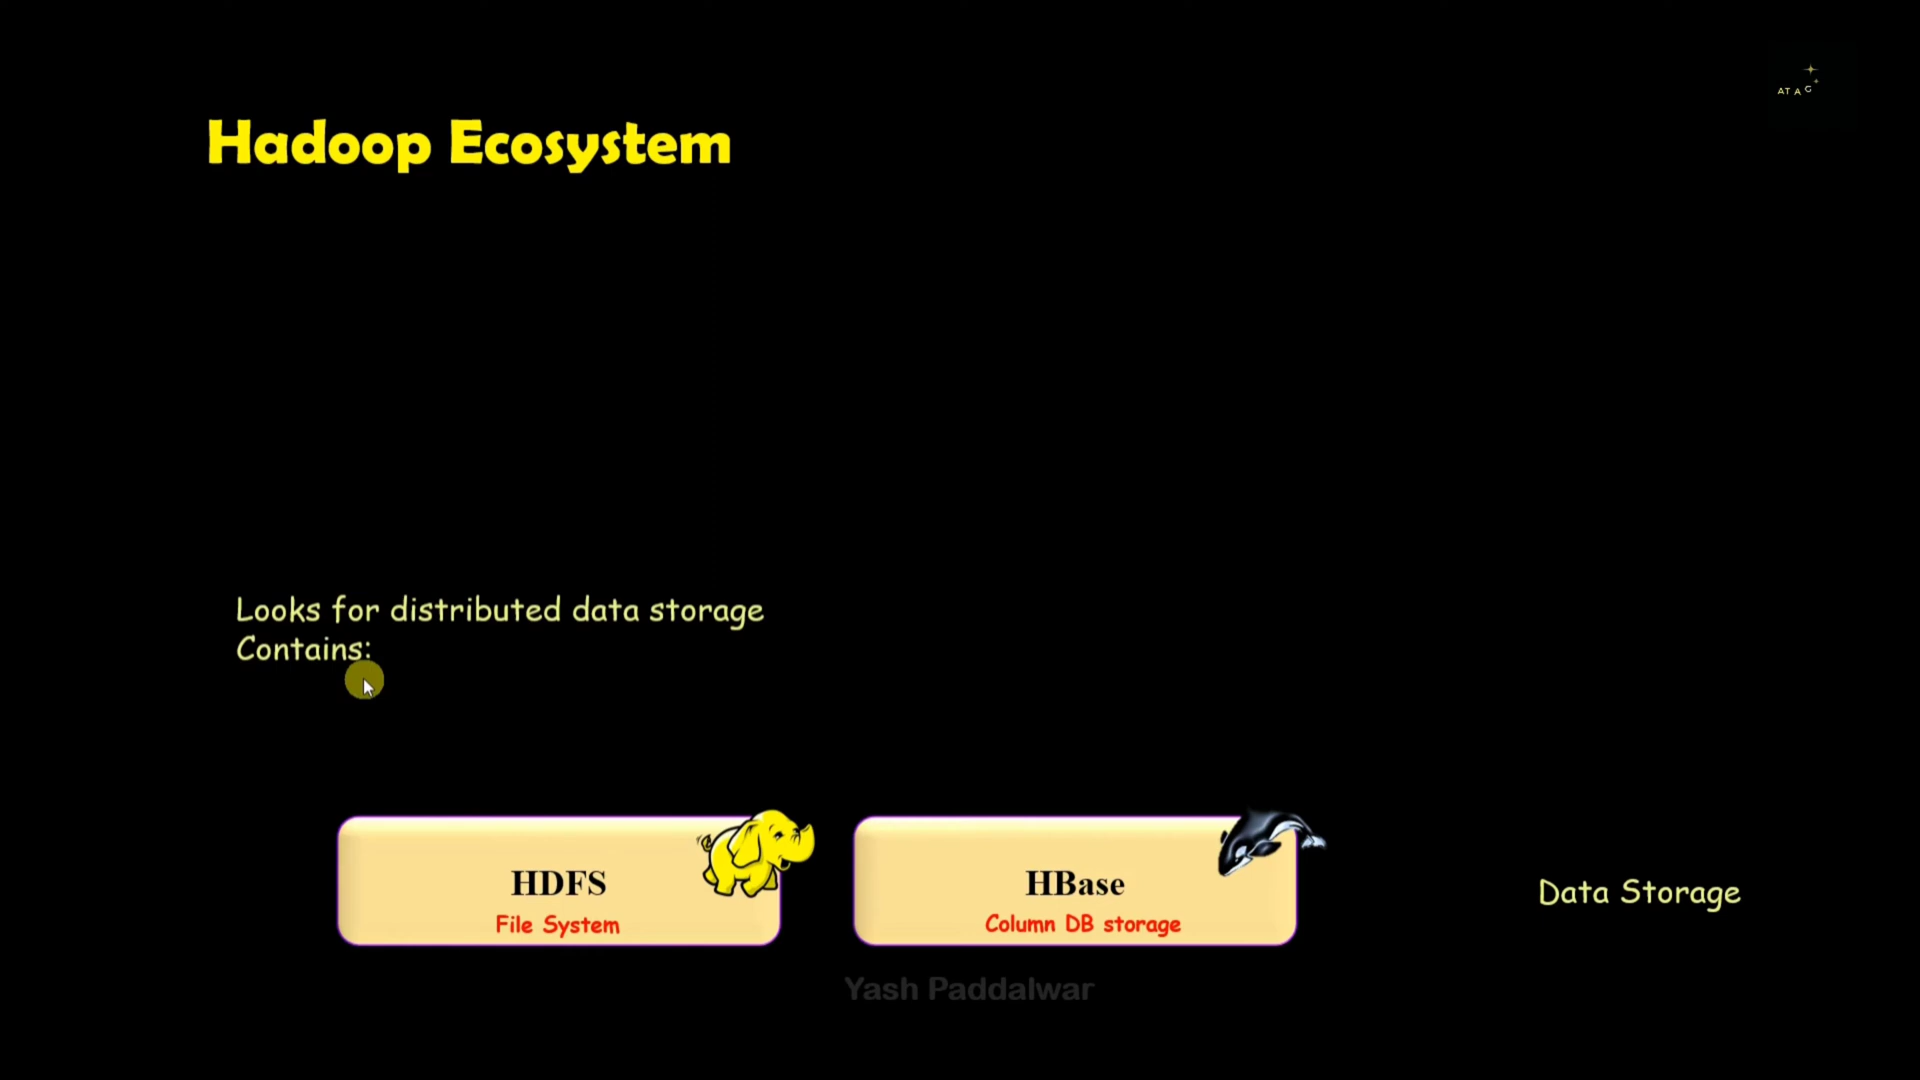 ATAG
Hadoop Ecosystem
Looks for distributed data storage
Contains:
HDFS
File System
HBase
Column DB storage
Data Storage
Yash Paddalwar